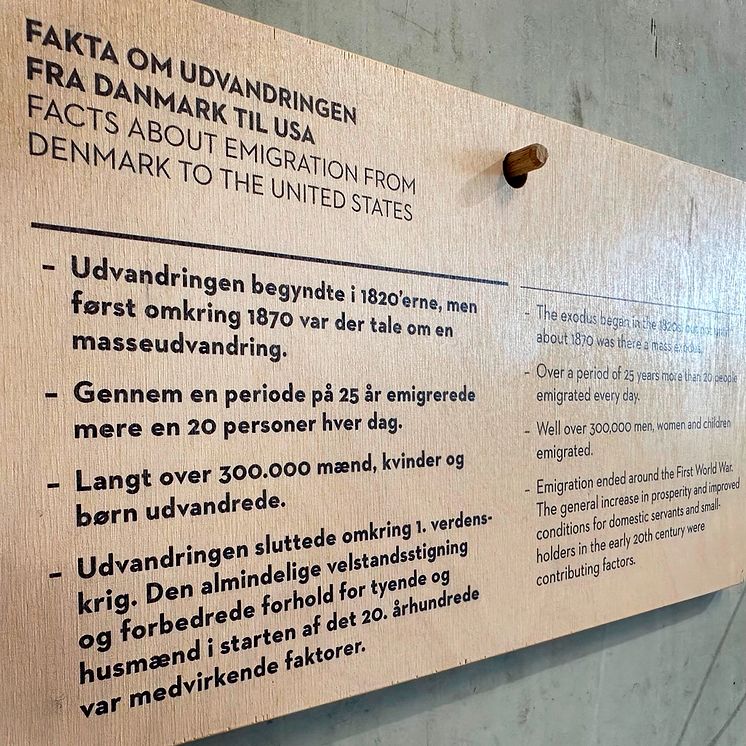 FAKTA OM UDVANDRINGEN
FRA DANMARK TIL USA
FACTS ABOUT EMIGRATION FROM
DENMARK TO THE UNITED STATES
– Udvandringen begyndte i 1820'erne, men
først omkring 1870 var der tale om en
masseudvandring.
– Gennem en periode på 25 år emigrerede
mere en 20 personer hver dag.
– Langt over 300.000 mænd, kvinder og
børn udvandrede.
– Udvandringen sluttede omkring 1. verdens-
krig. Den almindelige velstandsstigning
og forbedrede forhold for tyende og
husmænd i starten af det 20. århundrede
var medvirkende faktorer.
– The exodus began in the 1820s, but not until
about 1870 was there a mass exodus.
– Over a period of 25 years more than 20 people
emigrated every day.
– Well over 300,000 men, women and children
emigrated.
– Emigration ended around the First World War.
The general increase in prosperity and improved
conditions for domestic servants and small-
holders in the early 20th century were
contributing factors.